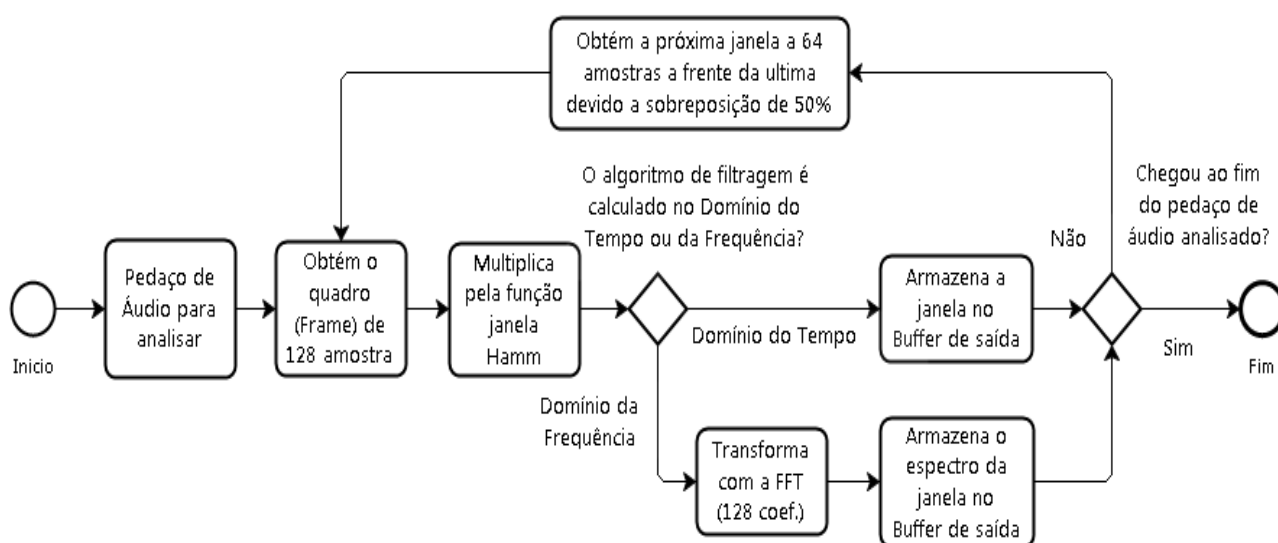 Obtém a próxima janela a 64
amostras a frente da ultima
devido a sobreposição de 50%
O algoritmo de filtragem é
calculado no Domínio do
Tempo ou da Frequência?
Chegou ao fim
do pedaço de
áudio analisado?
Não
Inicio
Pedaço de
Áudio para
analisar
Obtém o
quadro
(Frame) de
128 amostra
Multiplica
pela função
janela
Hamm
Domínio do Tempo
Armazena a
janela no
Buffer de saída
Sim
Fim
Domínio da
Frequência
Transforma
com a FFT
(128 coef.)
Armazena o
espectro da
janela no
Buffer de saída